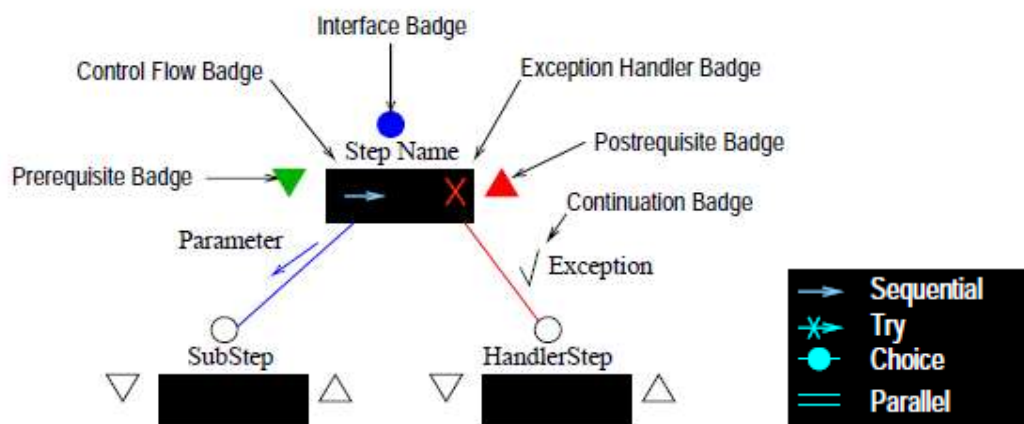 Interface Badge
Control Flow Badge
Exception Handler Badge
Step Name
Postrequisite Badge
Prerequisite Badge
Continuation Badge
Parameter
Exception
Sequential
Try
SubStep
HandlerStep
Choice
Parallel